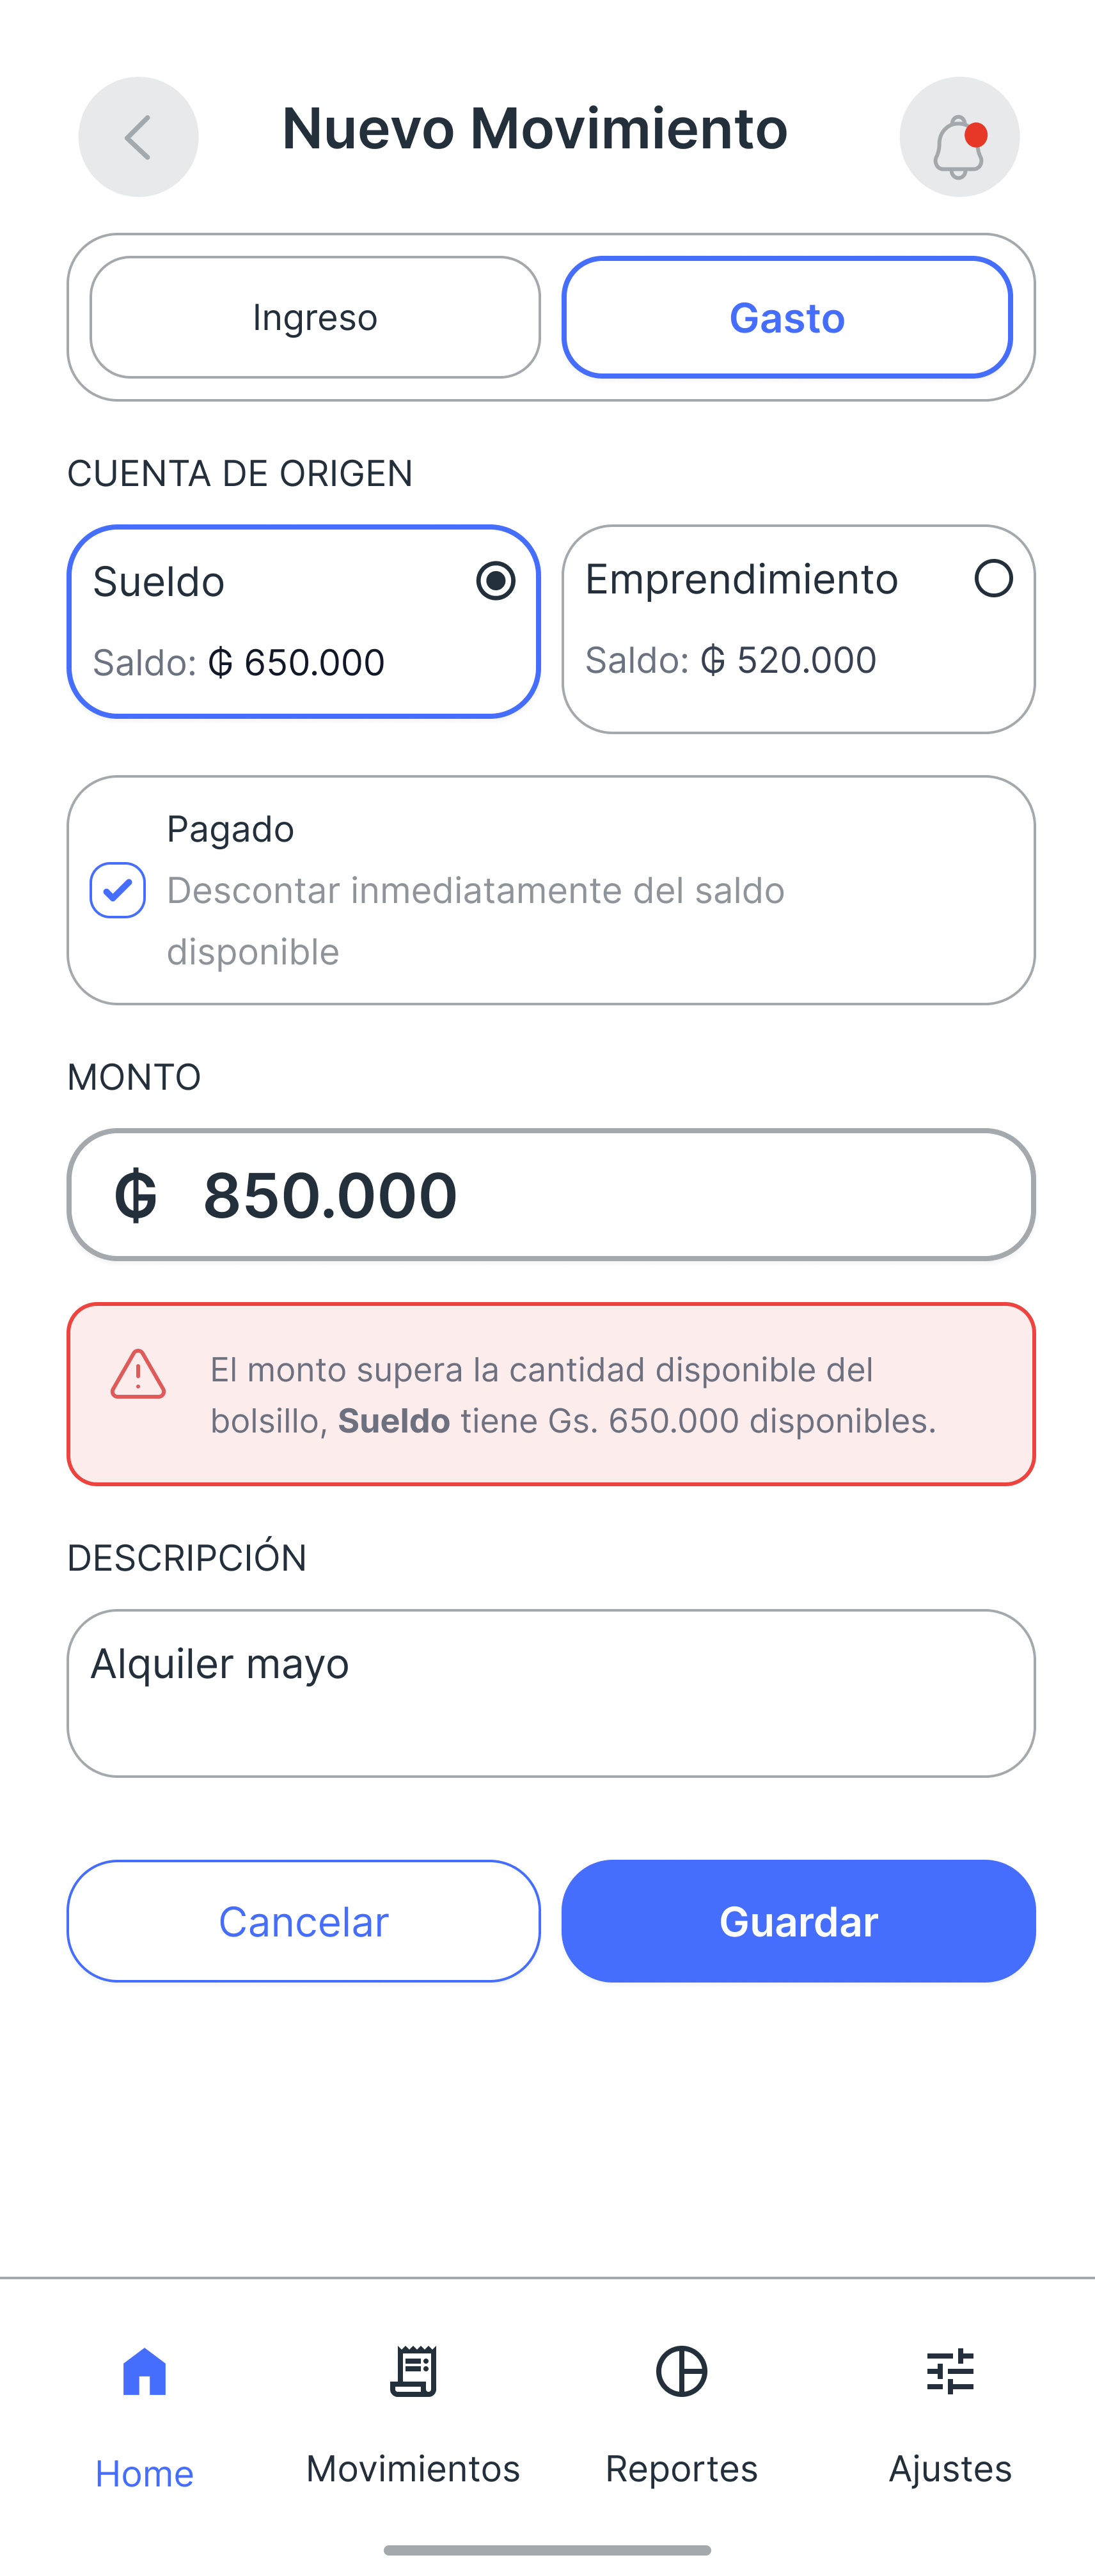 Nuevo Movimiento
Ingreso
Gasto
CUENTA DE ORIGEN
Sueldo
Saldo: ₲ 650.000
Emprendimiento
Saldo: ₲ 520.000
Pagado
Descontar inmediatamente del saldo
disponible
MONTO
₲ 850.000
El monto supera la cantidad disponible del
bolsillo, Sueldo tiene Gs. 650.000 disponibles.
DESCRIPCIÓN
Alquiler mayo
Cancelar
Guardar
Home
Movimientos
Reportes
Ajustes